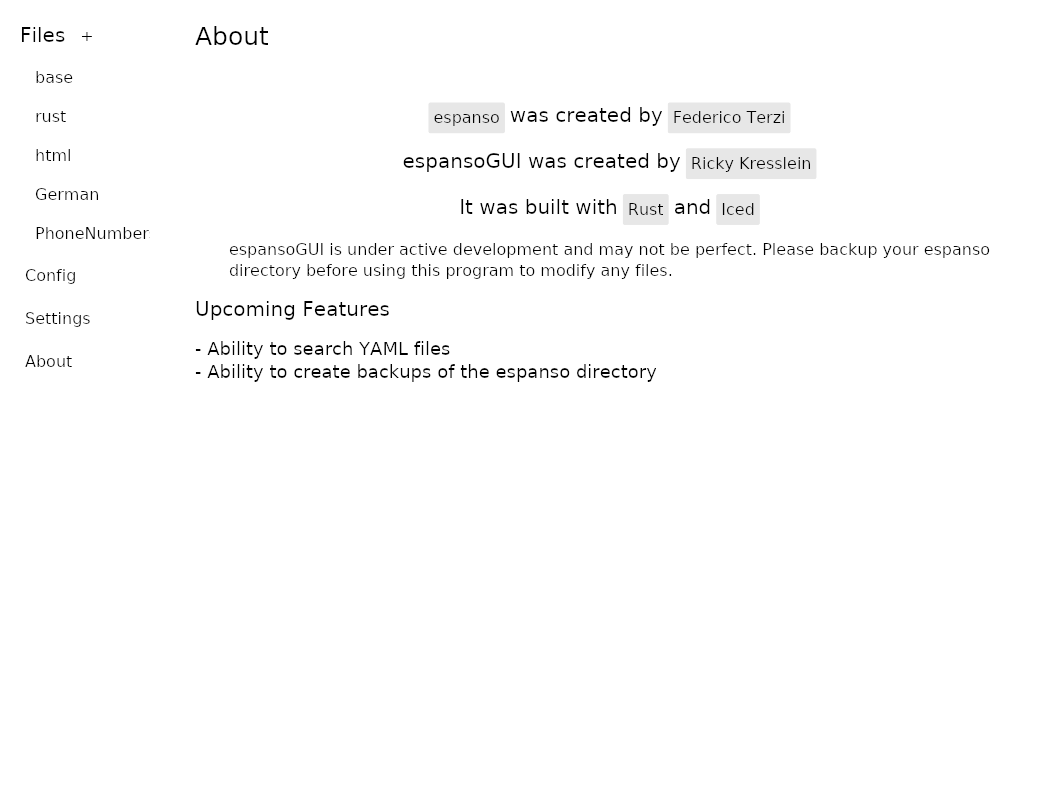 Files +
base
rust
html
German
PhoneNumber
Config
Settings
About
About
espanso was created by Federico Terzi
espansoGUI was created by Ricky Kresslein
It was built with Rust and Iced
espansoGUI is under active development and may not be perfect. Please backup your espanso
directory before using this program to modify any files.
Upcoming Features
- Ability to search YAML files
- Ability to create backups of the espanso directory